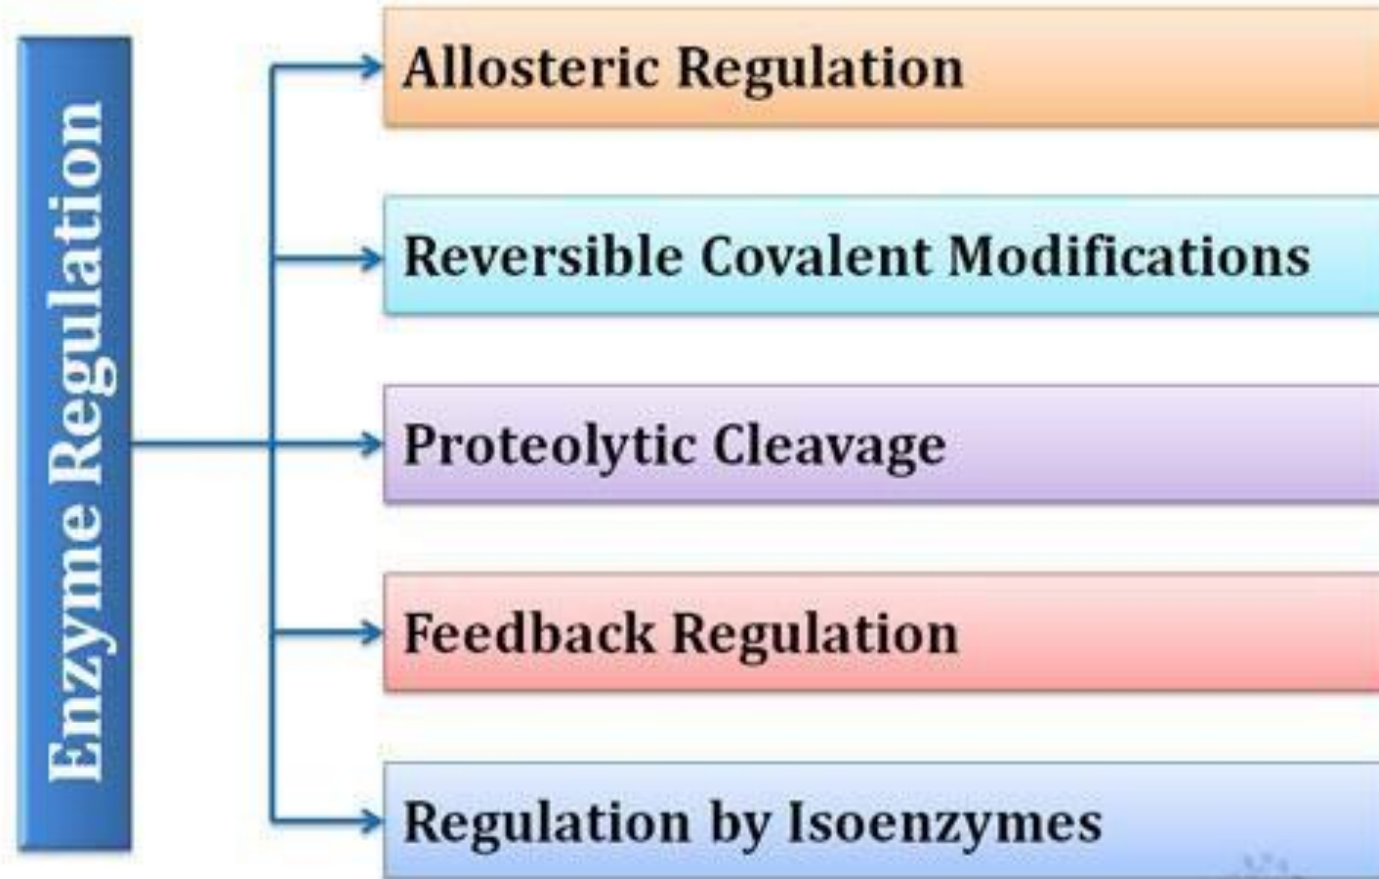 Enzyme Regulation
Allosteric Regulation
Reversible Covalent Modifications
Proteolytic Cleavage
Feedback Regulation
Regulation by Isoenzymes